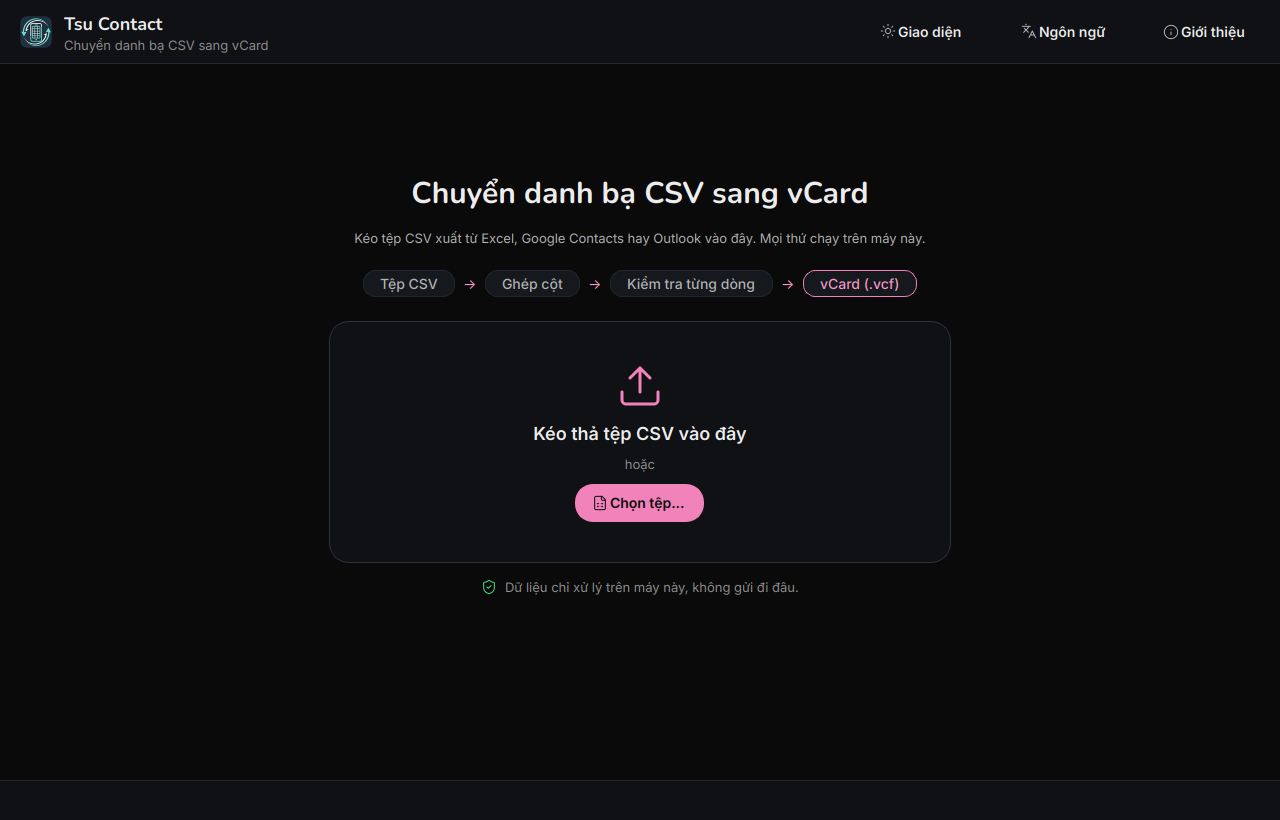 Tsu Contact
Chuyển danh bạ CSV sang vCard
Giao diện
Ngôn ngữ
Giới thiệu
Chuyển danh bạ CSV sang vCard
Kéo tệp CSV xuất từ Excel, Google Contacts hay Outlook vào đây. Mọi thứ chạy trên máy này.
Tệp CSV → Ghép cột → Kiểm tra từng dòng → vCard (.vcf)
Kéo thả tệp CSV vào đây
hoặc
Chọn tệp...
Dữ liệu chỉ xử lý trên máy này, không gửi đi đâu.